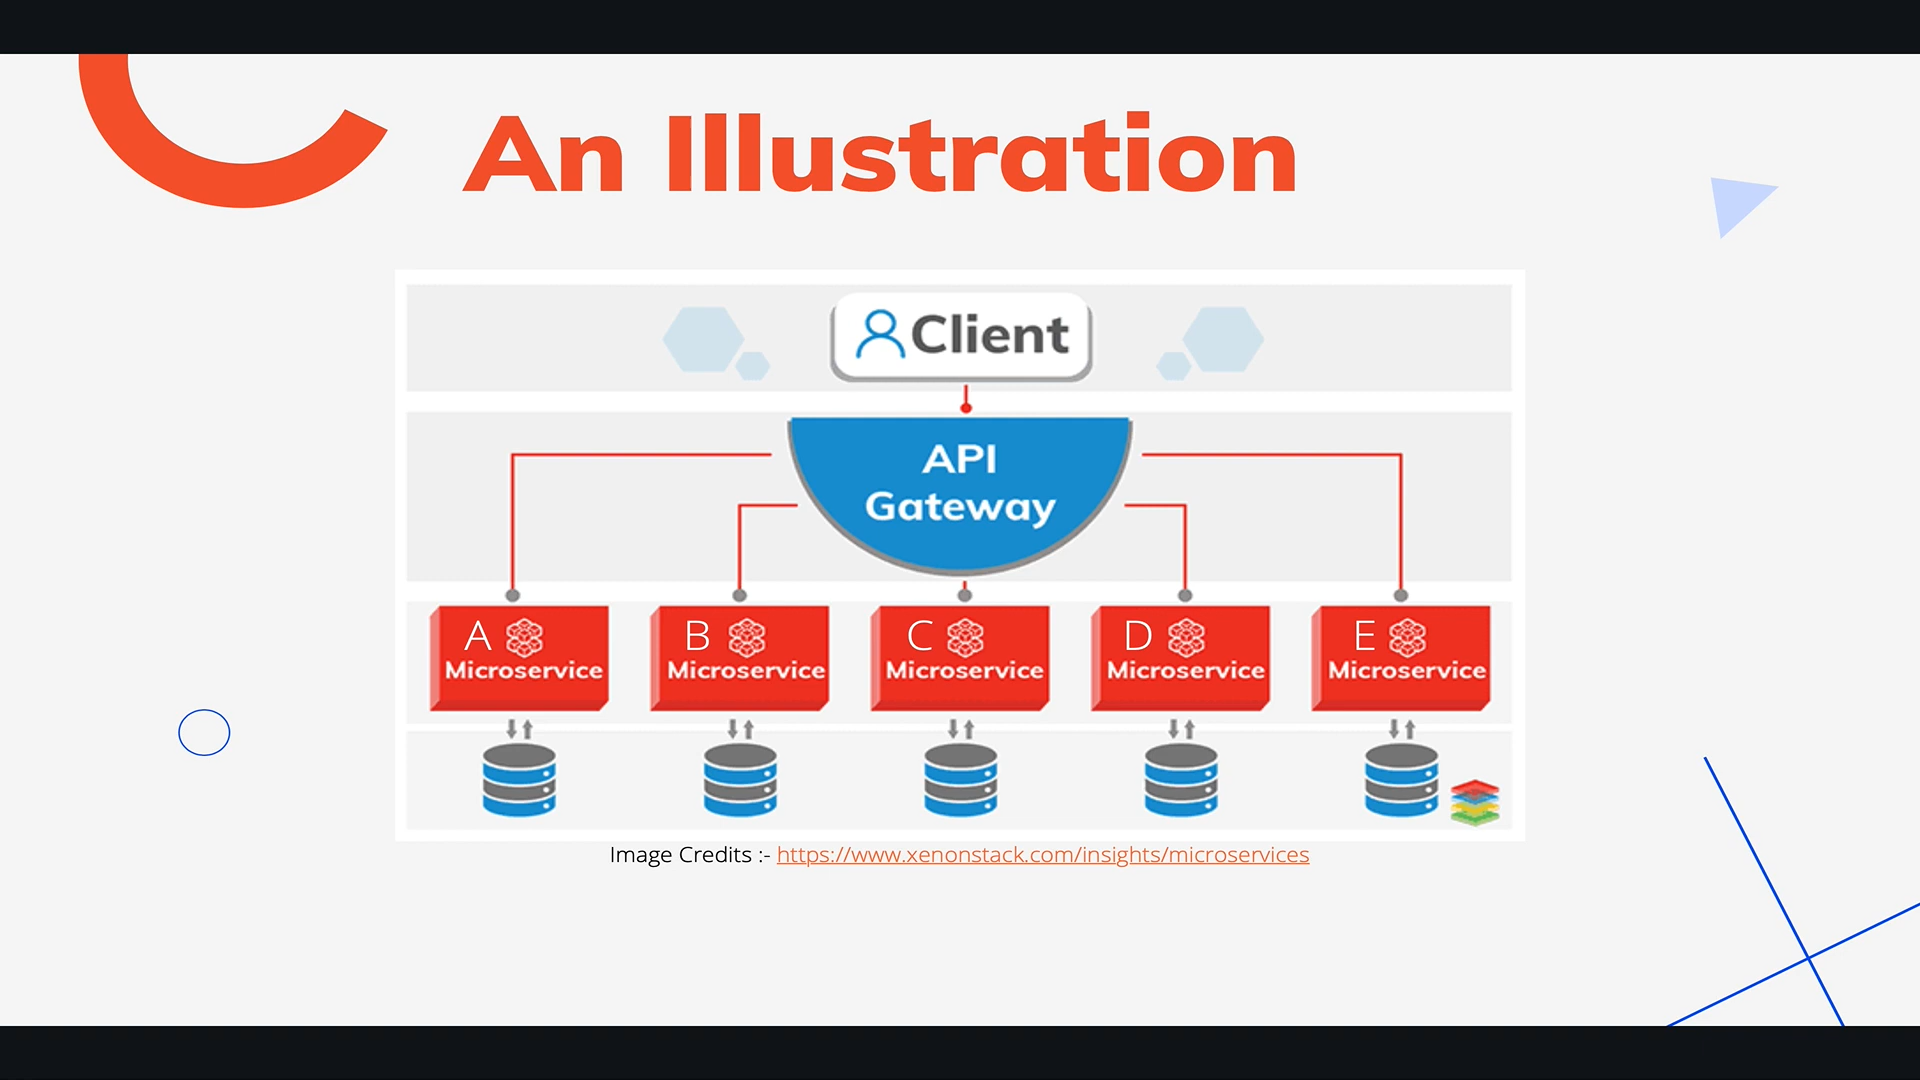 An Illustration
Client
API
Gateway
A
Microservice
B
Microservice
C
Microservice
D
Microservice
E
Microservice
Image Credits :- https://www.xenonstack.com/insights/microservices